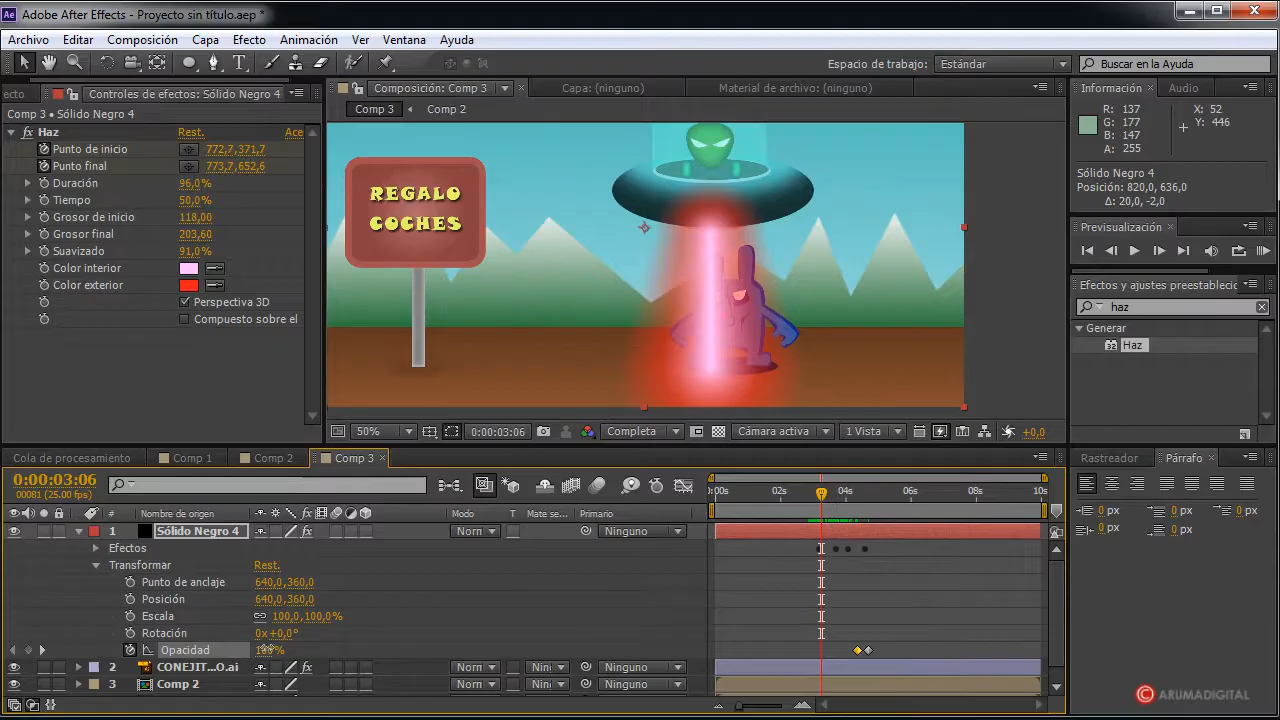 Adobe After Effects - Proyecto sin título.aep *
Archivo Editar Composición Capa Efecto Animación Ver Ventana Ayuda
Espacio de trabajo: Estándar Buscar en la Ayuda
ecto Controles de efectos: Sólido Negro 4
Comp 3 • Sólido Negro 4
fx Haz Rest. Ace
Punto de inicio 772,7,371,7
Punto final 773,7,652,6
Duración 96,0%
Tiempo 50,0%
Grosor de inicio 118,00
Grosor final 203,60
Suavizado 91,0%
Color interior
Color exterior
Perspectiva 3D
Compuesto sobre el
Composición: Comp 3 Capa: (ninguno) Material de archivo: (ninguno)
Comp 3 Comp 2
REGALO
COCHES
50% 0:00:03:06 Completa Cámara activa 1 Vista +0,0
Información Audio
R: 137 X: 52
G: 177 Y: 446
B: 147
A: 255
Sólido Negro 4
Posición: 820,0, 636,0
Δ: 20,0, -2,0
Previsualización
Efectos y ajustes preestablecic
haz
Generar
Haz
Cola de procesamiento Comp 1 Comp 2 Comp 3
0:00:03:06
00081 (25.00 fps)
:00s 02s 04s 06s 08s 10s
# Nombre de origen fx Modo T Mate se... Primario
1 Sólido Negro 4 fx Norm Ninguno
Efectos
Transformar Rest.
Punto de anclaje 640,0,360,0
Posición 640,0,360,0
Escala 100,0,100,0%
Rotación 0x+0,0°
Opacidad
2 CONEJIT...O.ai fx Norm Nin Ninguno
3 Comp 2 Norm Nin Ninguno
Rastreador Párrafo
0 px 0 px 0 px
0 px 0 px
© ARUMADIGITAL